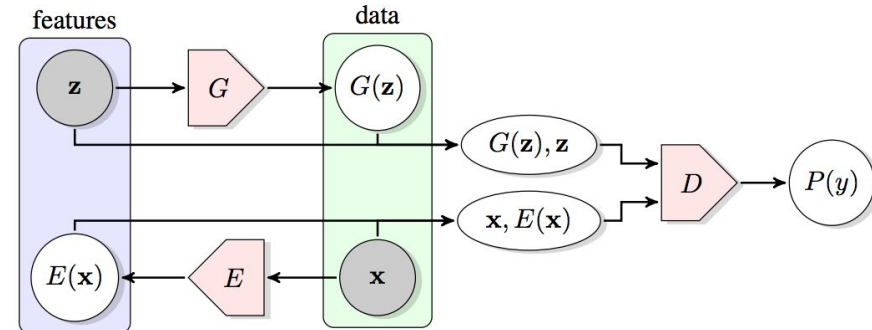 features data
z G G(z)
G(z), z
D P(y)
x, E(x)
E(x) E x